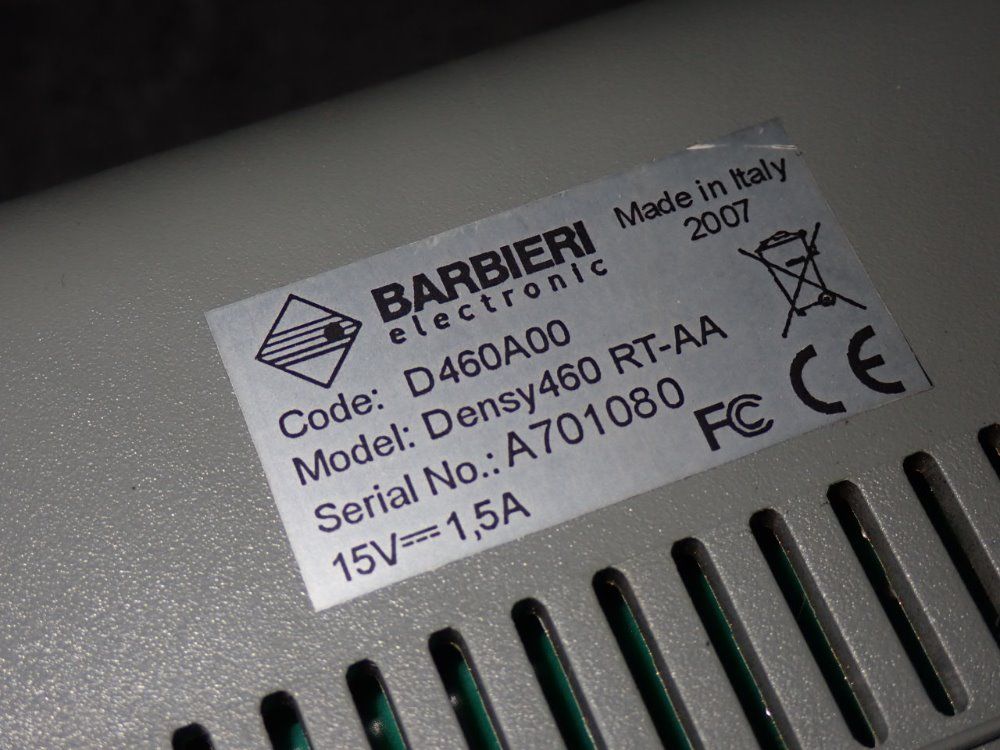 BARBIERI
electronic
Made in Italy
2007
Code: D460A00
Model: Densy460 RT-AA
Serial No.: A701080
15V⎓1,5A
FC
CE